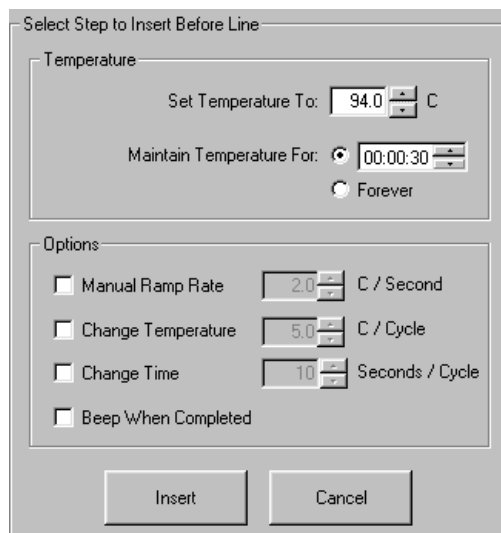 Select Step to Insert Before Line
Temperature
Set Temperature To: 94.0 C
Maintain Temperature For: 00:00:30
Forever
Options
Manual Ramp Rate 2.0 C / Second
Change Temperature 5.0 C / Cycle
Change Time 10 Seconds / Cycle
Beep When Completed
Insert Cancel